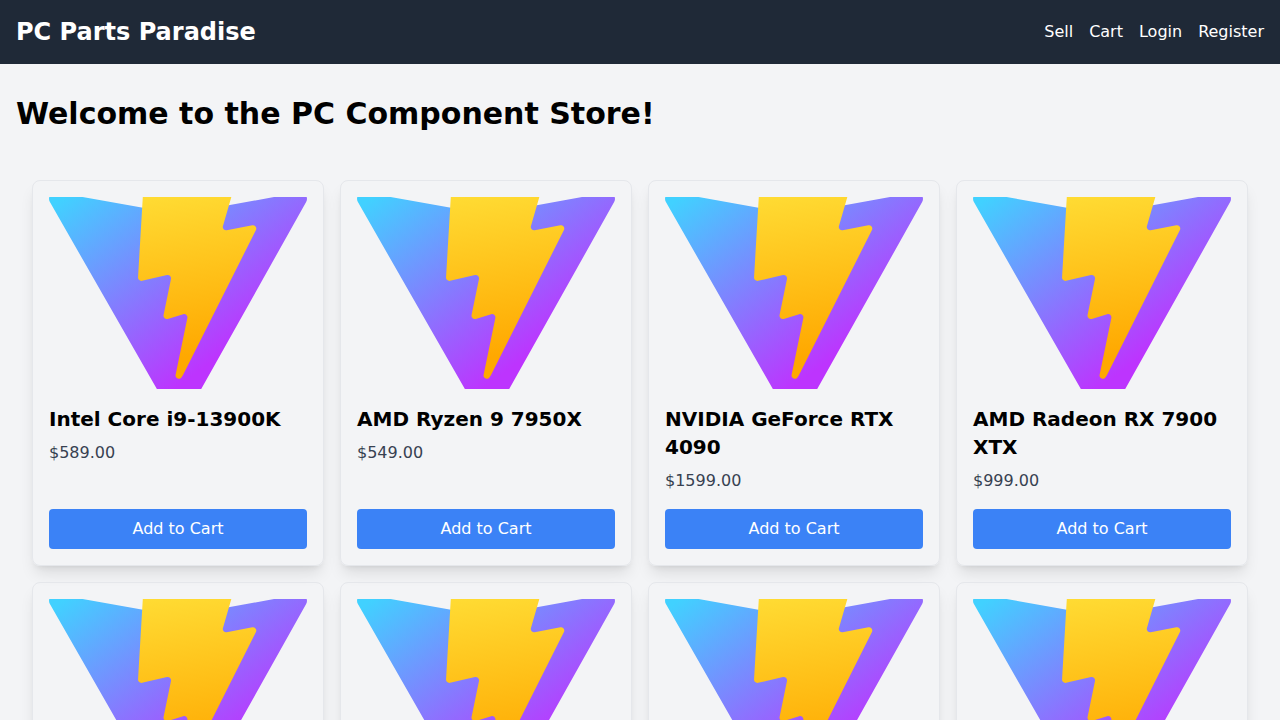 PC Parts Paradise
Sell
Cart
Login
Register
Welcome to the PC Component Store!
Intel Core i9-13900K
$589.00
Add to Cart
AMD Ryzen 9 7950X
$549.00
Add to Cart
NVIDIA GeForce RTX
4090
$1599.00
Add to Cart
AMD Radeon RX 7900
XTX
$999.00
Add to Cart